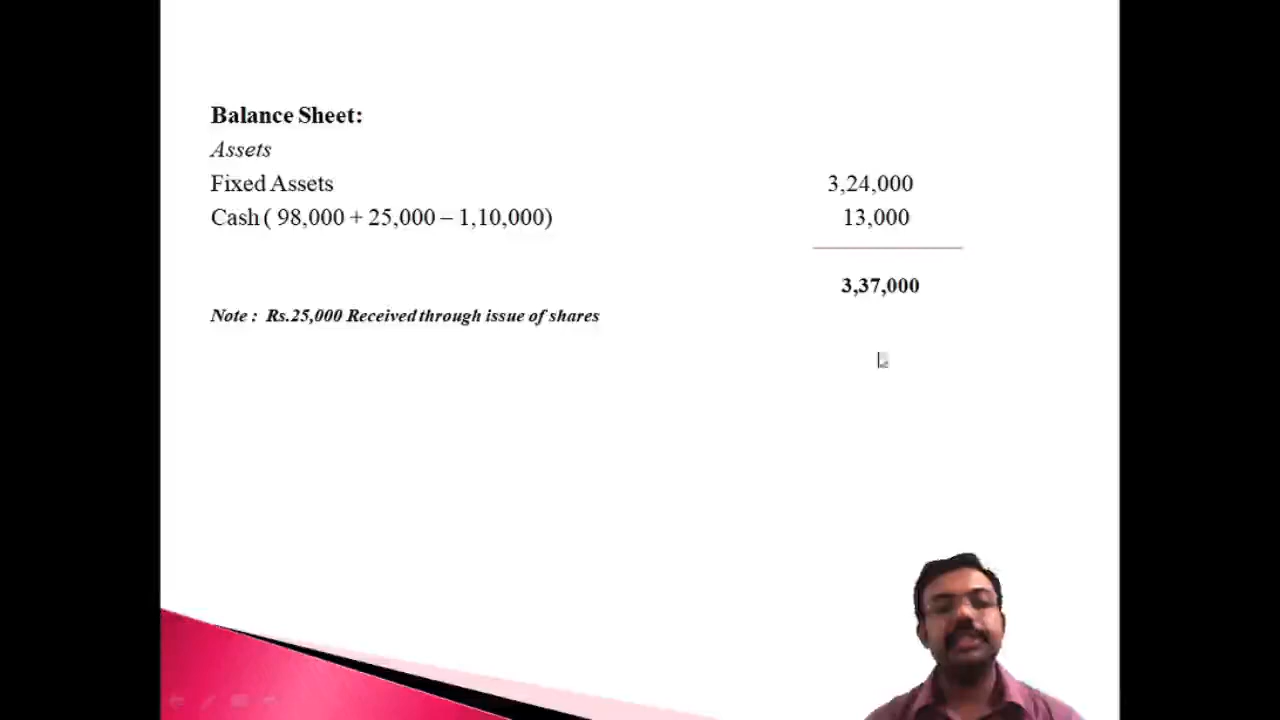 Balance Sheet:
Assets
Fixed Assets 3,24,000
Cash ( 98,000 + 25,000 – 1,10,000) 13,000
3,37,000
Note : Rs.25,000 Received through issue of shares